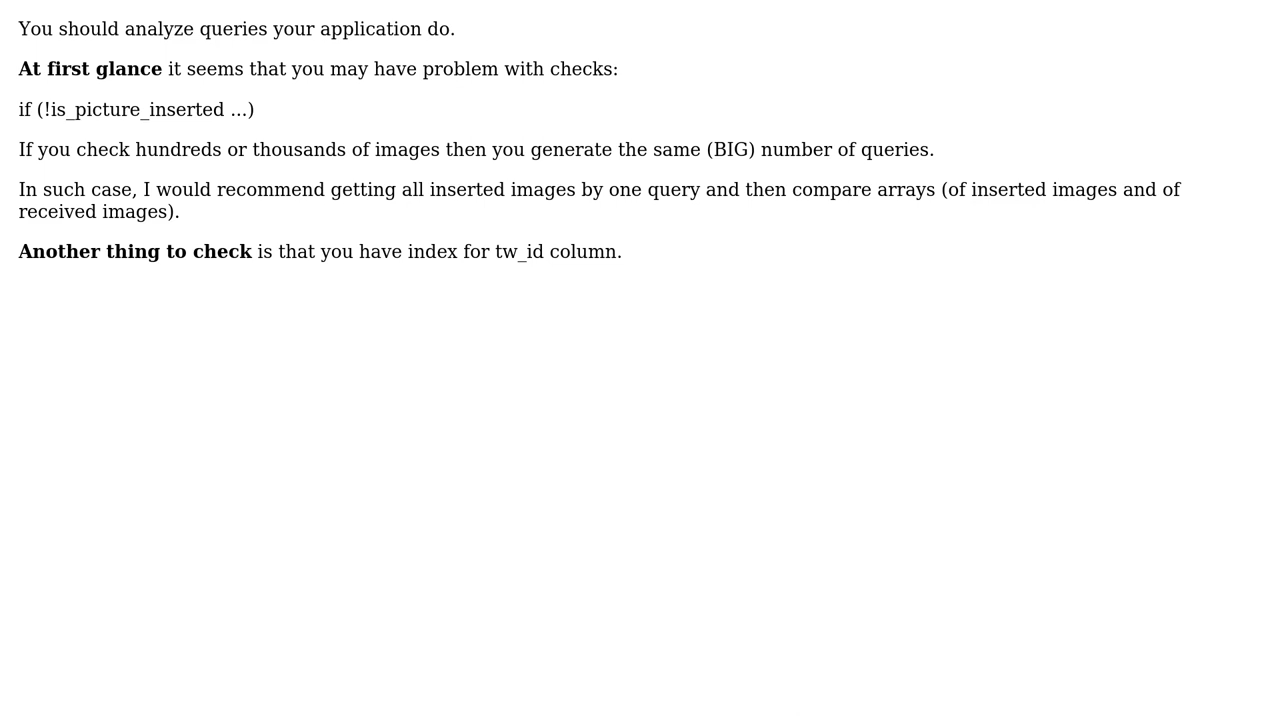 You should analyze queries your application do.
At first glance it seems that you may have problem with checks:
if (!is_picture_inserted ...)
If you check hundreds or thousands of images then you generate the same (BIG) number of queries.
In such case, I would recommend getting all inserted images by one query and then compare arrays (of inserted images and of
received images).
Another thing to check is that you have index for tw_id column.